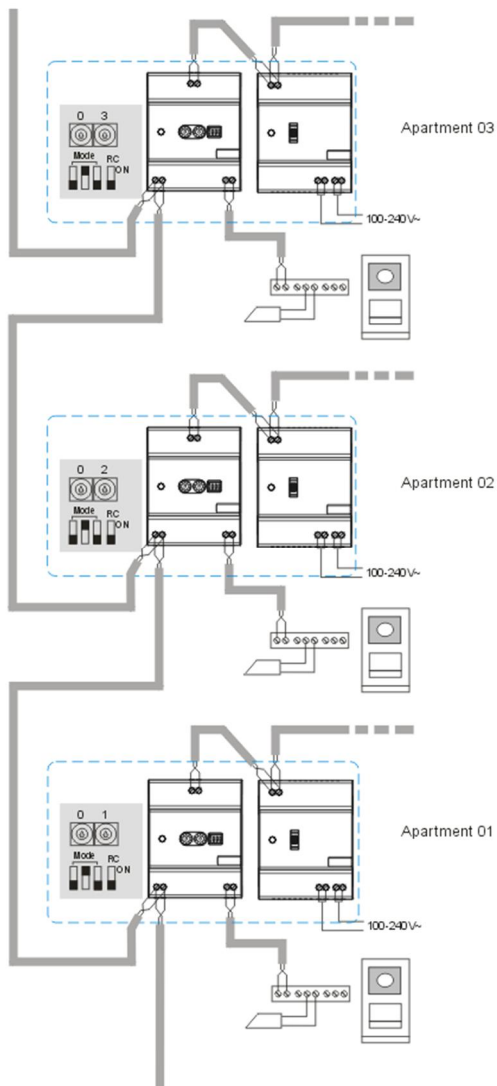 Apartment 03
0 3
Mode RC
ON
100-240V~
Apartment 02
0 2
Mode RC
ON
100-240V~
Apartment 01
0 1
Mode RC
ON
100-240V~